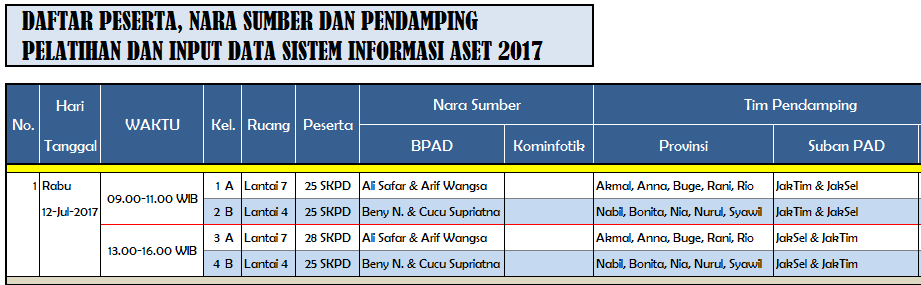 DAFTAR PESERTA, NARA SUMBER DAN PENDAMPING
PELATIHAN DAN INPUT DATA SISTEM INFORMASI ASET 2017
No. Hari Tanggal WAKTU Kel. Ruang Peserta Nara Sumber Tim Pendamping
BPAD Kominfotik Provinsi Suban PAD
1 Rabu 09.00-11.00 WIB 1 A Lantai 7 25 SKPD Ali Safar & Arif Wangsa Akmal, Anna, Buge, Rani, Rio JakTim & JakSel
12-Jul-2017 2 B Lantai 4 25 SKPD Beny N. & Cucu Supriatna Nabil, Bonita, Nia, Nurul, Syawil JakTim & JakSel
13.00-16.00 WIB 3 A Lantai 7 28 SKPD Ali Safar & Arif Wangsa Akmal, Anna, Buge, Rani, Rio JakSel & JakTim
4 B Lantai 4 25 SKPD Beny N. & Cucu Supriatna Nabil, Bonita, Nia, Nurul, Syawil JakSel & JakTim